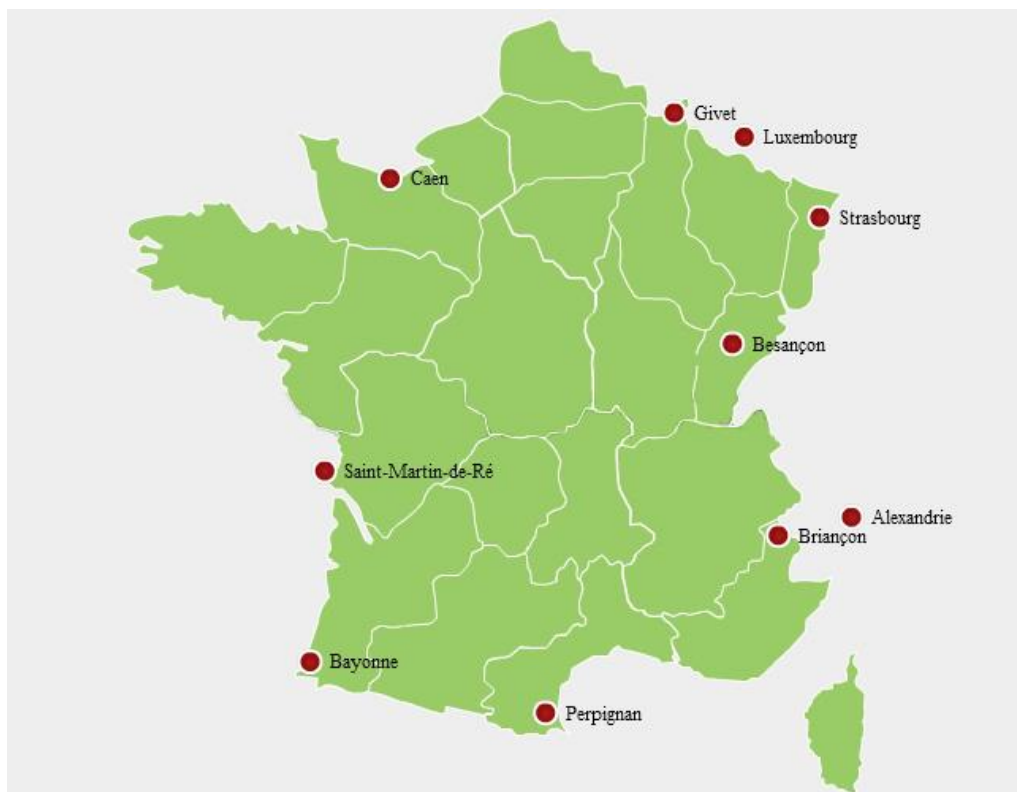 Givet
Luxembourg
Caen
Strasbourg
Besançon
Saint-Martin-de-Ré
Alexandrie
Briançon
Bayonne
Perpignan